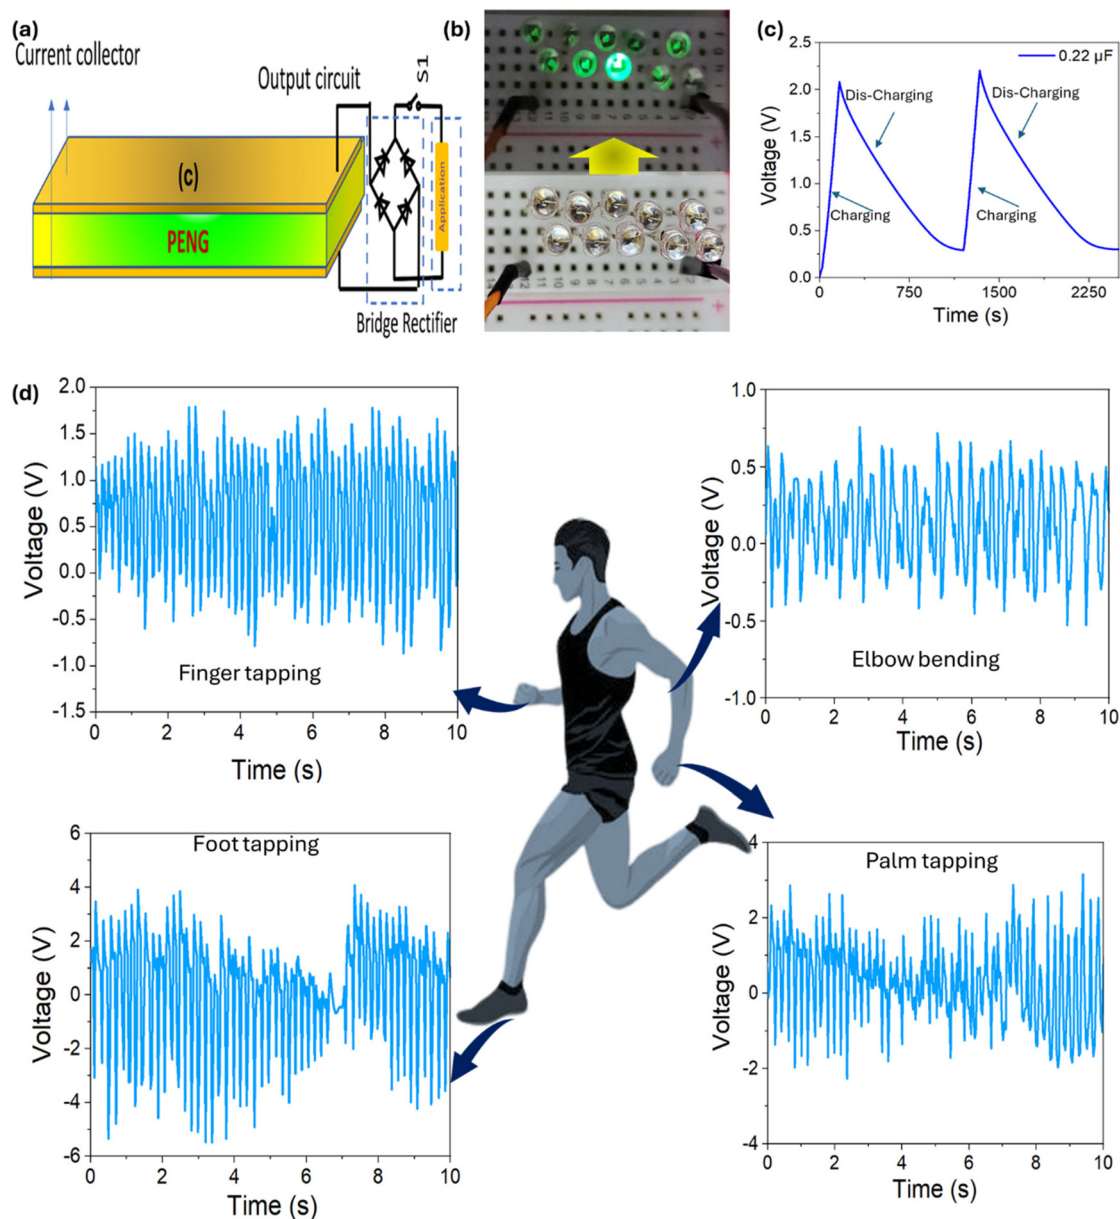 (a)
Current collector
Output circuit
S1
(c)
PENG
Application
Bridge Rectifier
(b)
(c)
2.5
2.0
1.5
1.0
0.5
0.0
Voltage (V)
0.22 µF
Dis-Charging
Dis-Charging
Charging
Charging
0
750
1500
2250
Time (s)
(d)
2.0
1.5
1.0
0.5
0.0
-0.5
-1.0
-1.5
Voltage (V)
Finger tapping
0 2 4 6 8 10
Time (s)
1.0
0.5
0.0
-0.5
-1.0
Voltage (V)
Elbow bending
0 2 4 6 8 10
Time (s)
6
4
2
0
-2
-4
-6
Voltage (V)
Foot tapping
0 2 4 6 8 10
Time (s)
4
2
0
-2
-4
Voltage (V)
Palm tapping
0 2 4 6 8 10
Time (s)